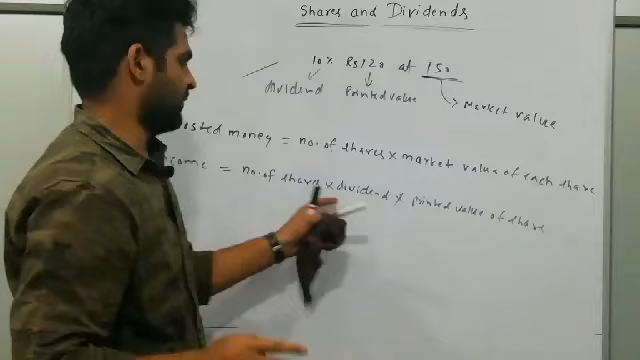 Shares and Dividends
10% Rs120 at 150
Dividend Printed value Market value
ested money = no. of shares × market value of each share
come = no. of shares × dividend × printed value of share